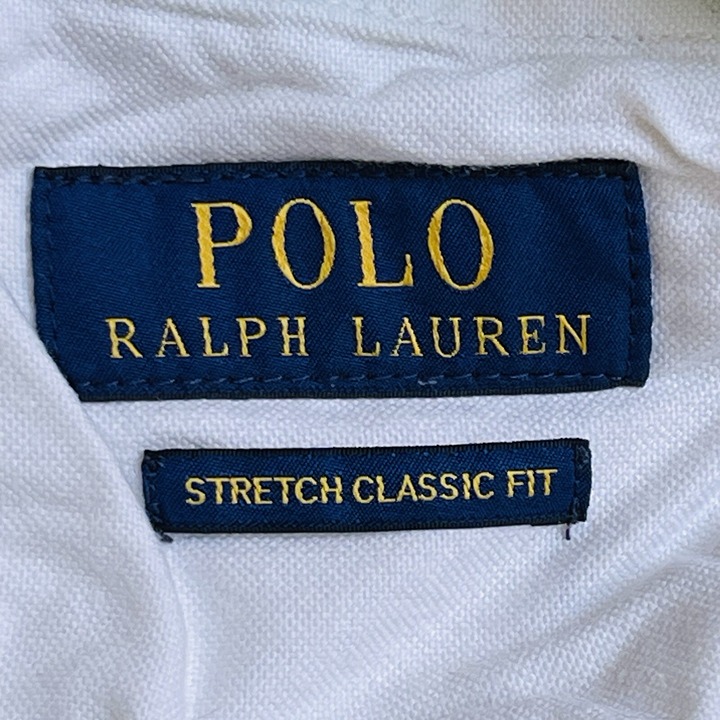 POLO
RALPH LAUREN
STRETCH CLASSIC FIT